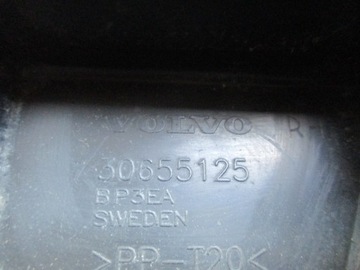 VOLVO R
30655125
BP3EA
SWEDEN
>PP-T20<